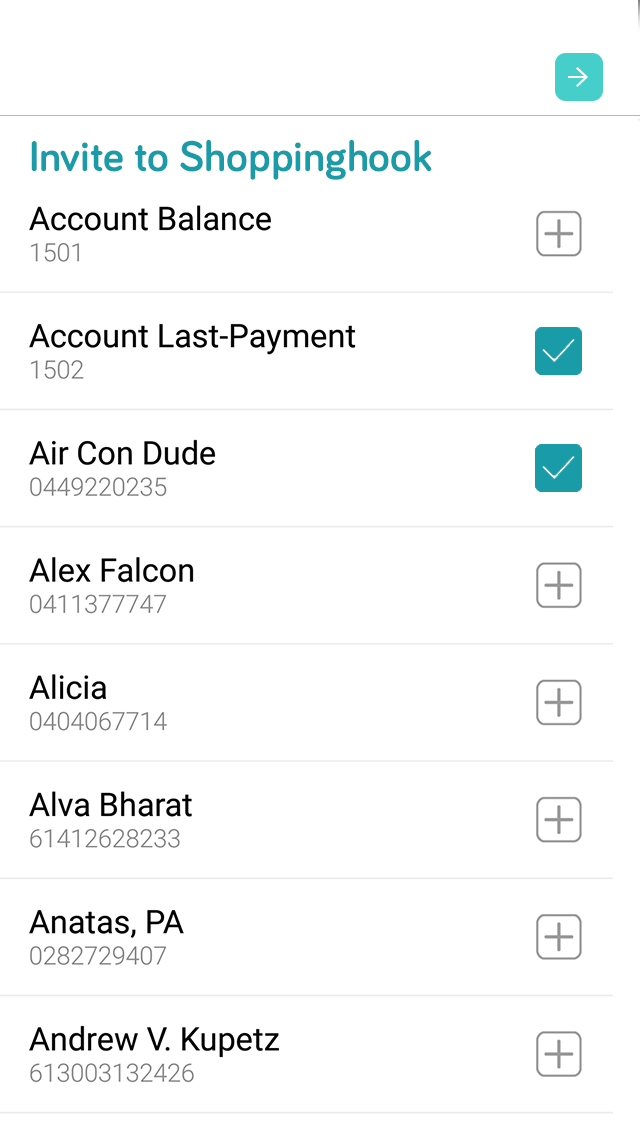 Invite to Shoppinghook
Account Balance
1501
Account Last-Payment
1502
Air Con Dude
0449220235
Alex Falcon
0411377747
Alicia
0404067714
Alva Bharat
61412628233
Anatas, PA
0282729407
Andrew V. Kupetz
613003132426